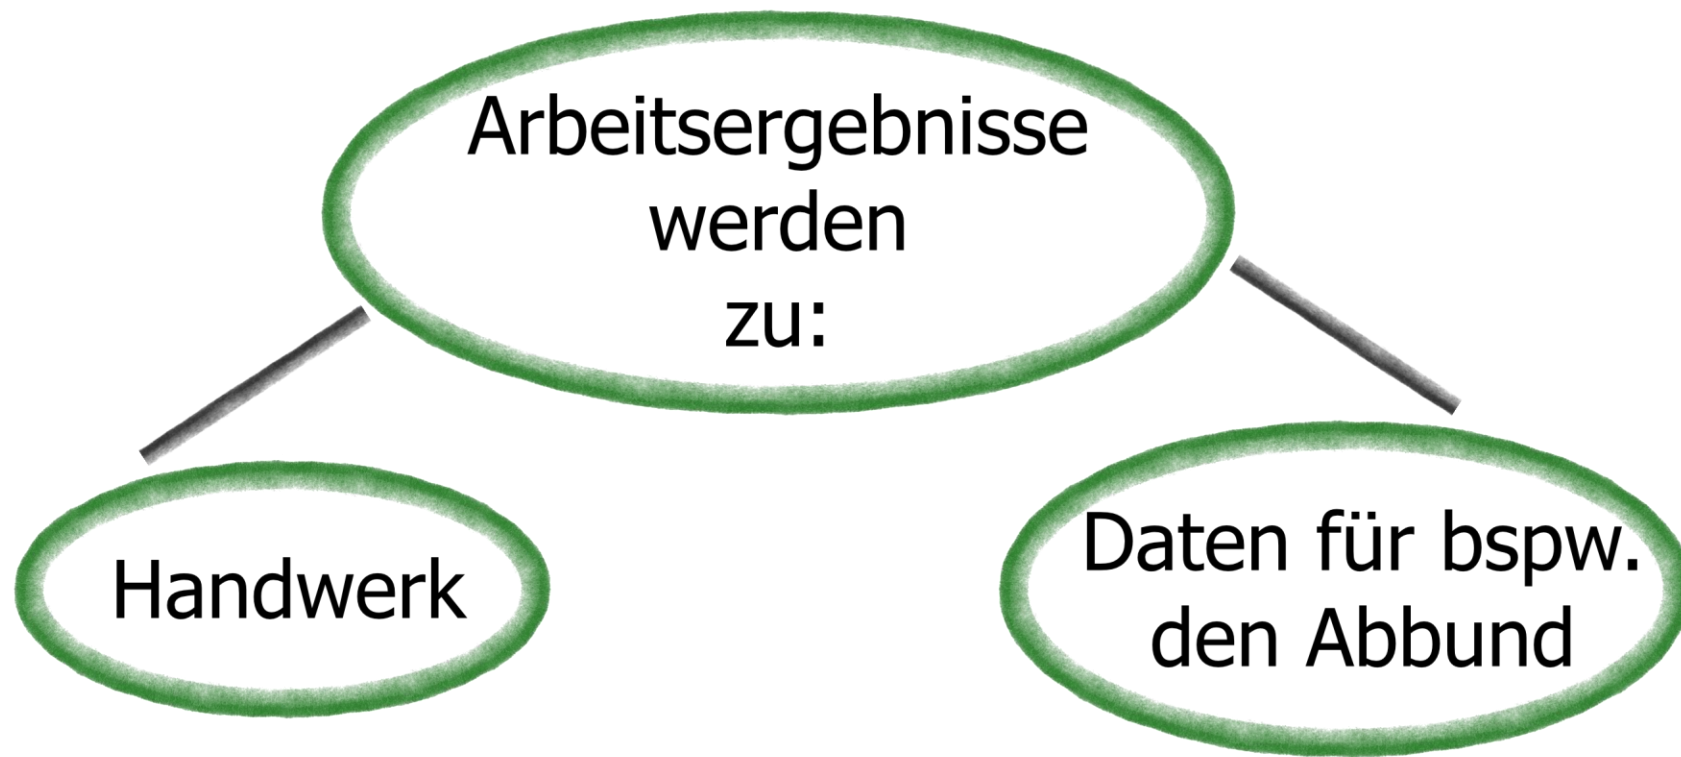 Arbeitsergebnisse
werden
zu:
Handwerk
Daten für bspw.
den Abbund